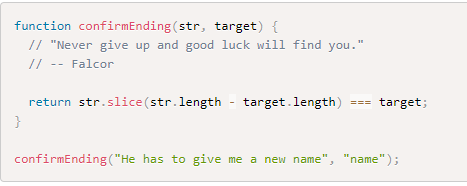 function confirmEnding(str, target) {
  // "Never give up and good luck will find you."
  // -- Falcor

  return str.slice(str.length - target.length) === target;
}

confirmEnding("He has to give me a new name", "name");